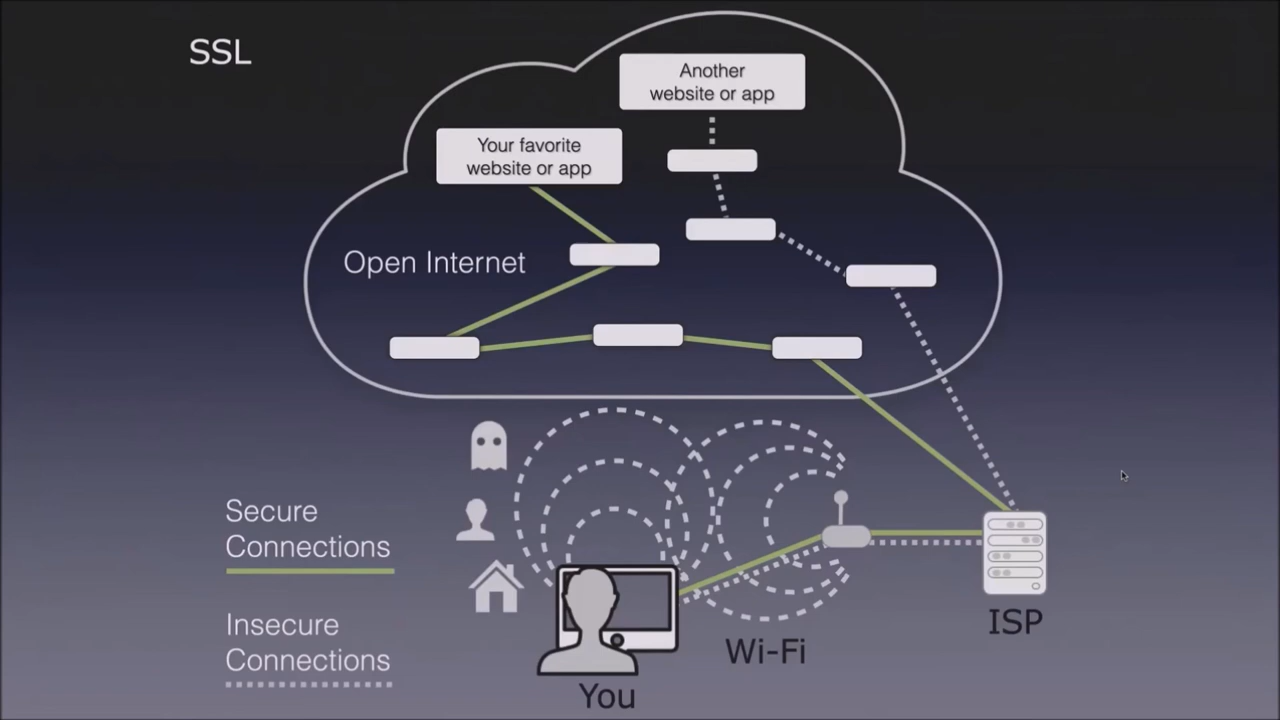 SSL
Another
website or app
Your favorite
website or app
Open Internet
Secure
Connections
Insecure
Connections
Wi-Fi
ISP
You